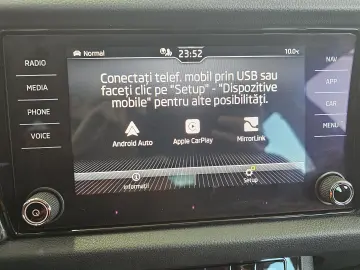 Normal
23:52
10.0
RADIO
MEDIA
PHONE
VOICE
Conectați telef. mobil prin USB sau
faceți clic pe "Setup" - "Dispozitive
mobile" pentru alte posibilități.
Android Auto
Apple CarPlay
MirrorLink
Informații
Setup
NAV
APP
CAR
MENU